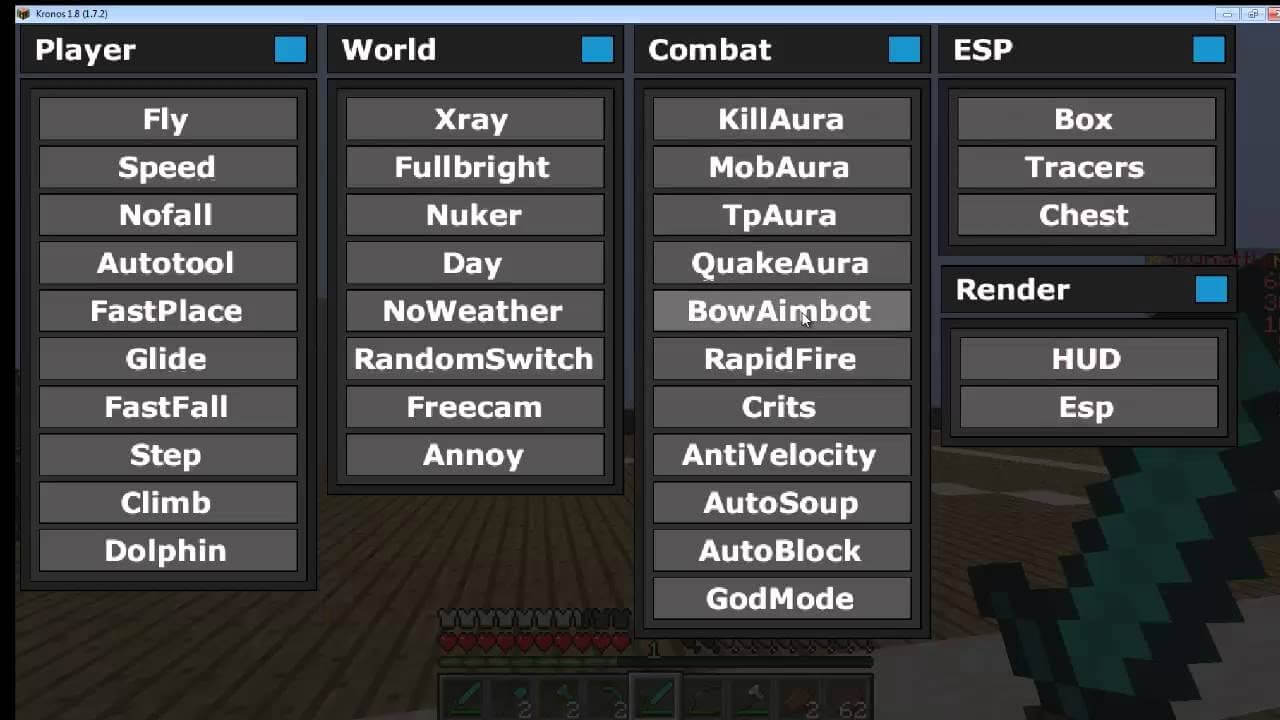 Kronos 1.8 (1.7.2)
Player
Fly
Speed
Nofall
Autotool
FastPlace
Glide
FastFall
Step
Climb
Dolphin
World
Xray
Fullbright
Nuker
Day
NoWeather
RandomSwitch
Freecam
Annoy
Combat
KillAura
MobAura
TpAura
QuakeAura
BowAimbot
RapidFire
Crits
AntiVelocity
AutoSoup
AutoBlock
GodMode
ESP
Box
Tracers
Chest
Render
HUD
Esp
1
2
2
2
2
62